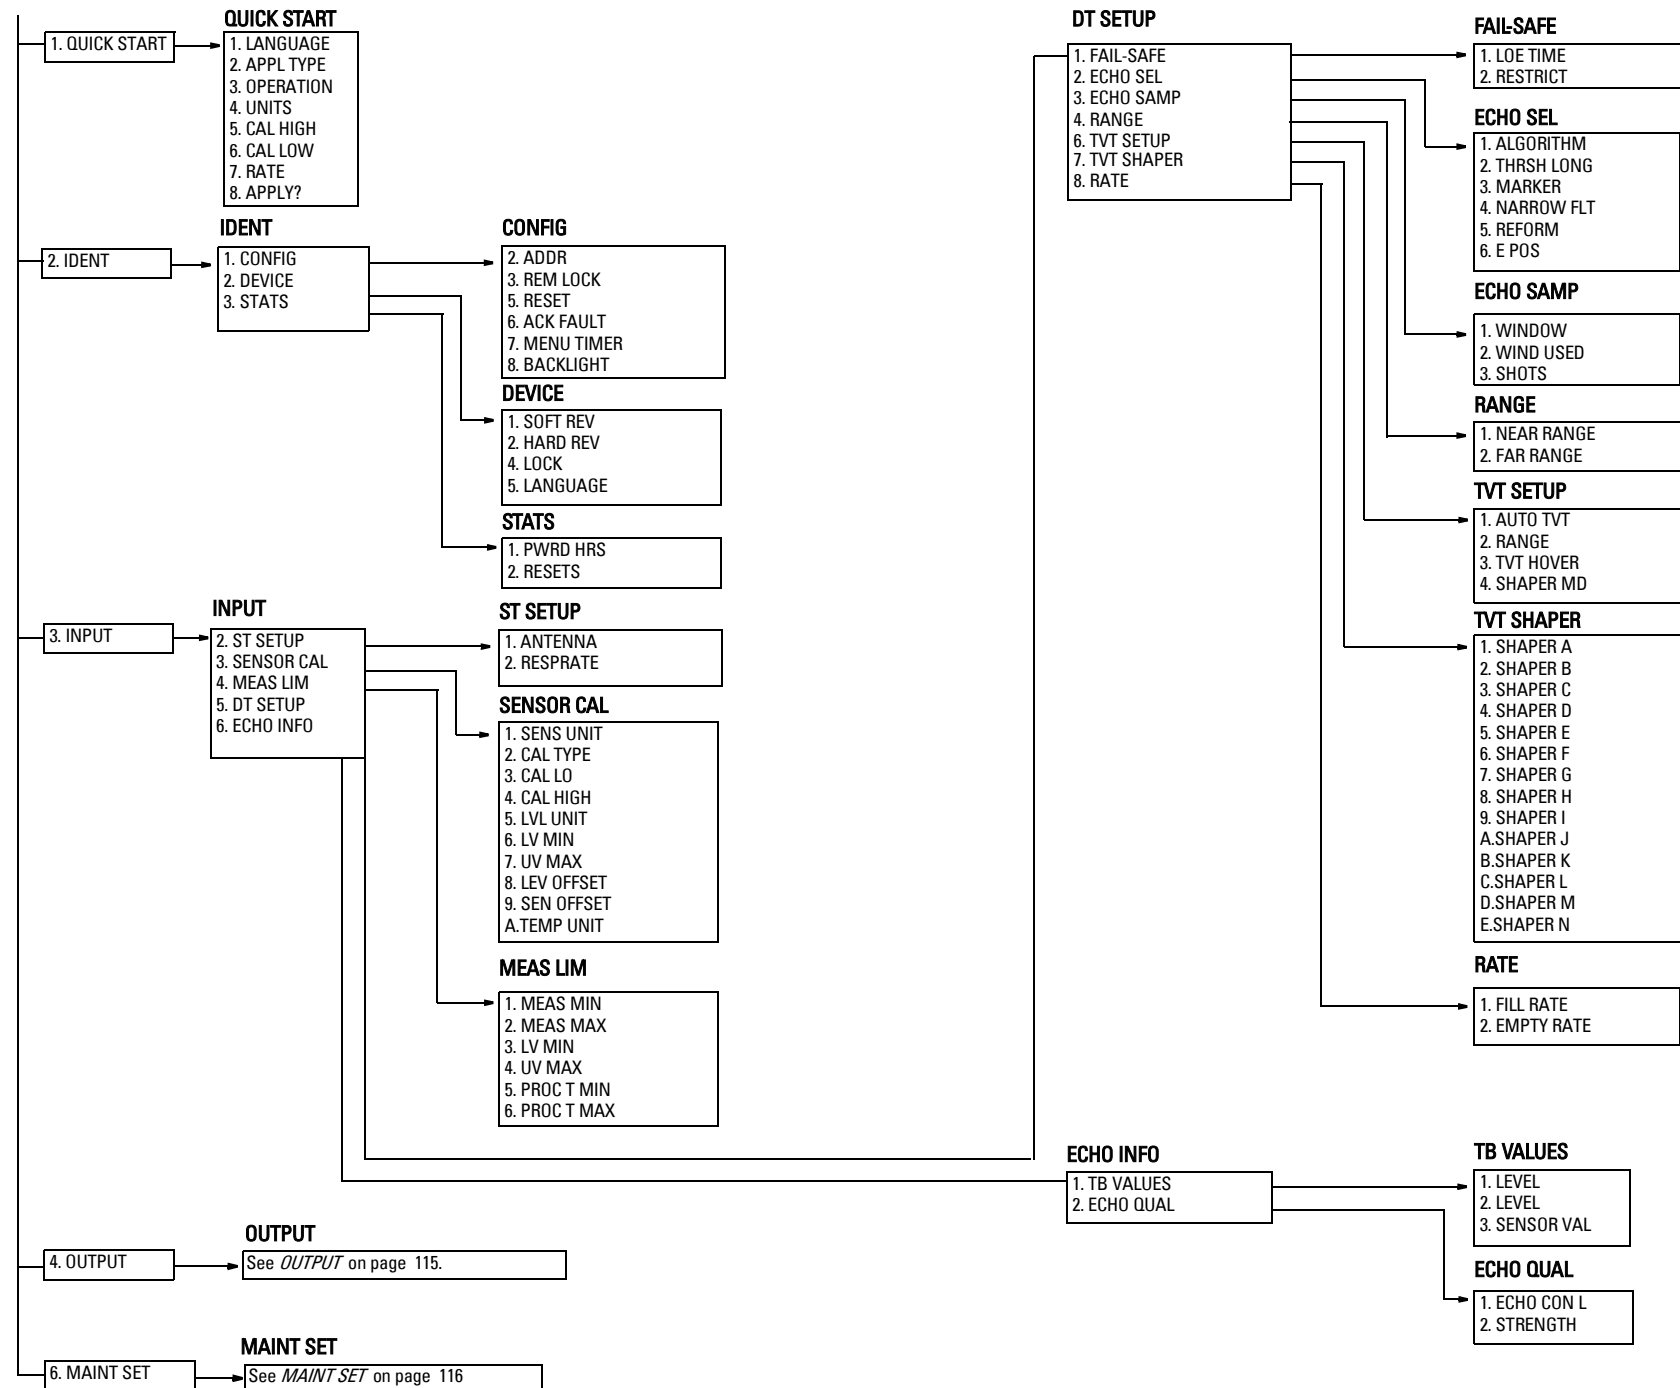 QUICK START
1. QUICK START
1. LANGUAGE
2. APPL TYPE
3. OPERATION
4. UNITS
5. CAL HIGH
6. CAL LOW
7. RATE
8. APPLY?
IDENT
2. IDENT
1. CONFIG
2. DEVICE
3. STATS
CONFIG
2. ADDR
3. REM LOCK
5. RESET
6. ACK FAULT
7. MENU TIMER
8. BACKLIGHT
DEVICE
1. SOFT REV
2. HARD REV
4. LOCK
5. LANGUAGE
STATS
1. PWRD HRS
2. RESETS
INPUT
3. INPUT
2. ST SETUP
3. SENSOR CAL
4. MEAS LIM
5. DT SETUP
6. ECHO INFO
ST SETUP
1. ANTENNA
2. RESPRATE
SENSOR CAL
1. SENS UNIT
2. CAL TYPE
3. CAL LO
4. CAL HIGH
5. LVL UNIT
6. LV MIN
7. UV MAX
8. LEV OFFSET
9. SEN OFFSET
A.TEMP UNIT
MEAS LIM
1. MEAS MIN
2. MEAS MAX
3. LV MIN
4. UV MAX
5. PROC T MIN
6. PROC T MAX
DT SETUP
1. FAIL-SAFE
2. ECHO SEL
3. ECHO SAMP
4. RANGE
6. TVT SETUP
7. TVT SHAPER
8. RATE
FAIL-SAFE
1. LOE TIME
2. RESTRICT
ECHO SEL
1. ALGORITHM
2. THRSH LONG
3. MARKER
4. NARROW FLT
5. REFORM
6. E POS
ECHO SAMP
1. WINDOW
2. WIND USED
3. SHOTS
RANGE
1. NEAR RANGE
2. FAR RANGE
TVT SETUP
1. AUTO TVT
2. RANGE
3. TVT HOVER
4. SHAPER MD
TVT SHAPER
1. SHAPER A
2. SHAPER B
3. SHAPER C
4. SHAPER D
5. SHAPER E
6. SHAPER F
7. SHAPER G
8. SHAPER H
9. SHAPER I
A.SHAPER J
B.SHAPER K
C.SHAPER L
D.SHAPER M
E.SHAPER N
RATE
1. FILL RATE
2. EMPTY RATE
ECHO INFO
1. TB VALUES
2. ECHO QUAL
TB VALUES
1. LEVEL
2. LEVEL
3. SENSOR VAL
ECHO QUAL
1. ECHO CON L
2. STRENGTH
OUTPUT
4. OUTPUT
See OUTPUT on page 115.
MAINT SET
6. MAINT SET
See MAINT SET on page 116